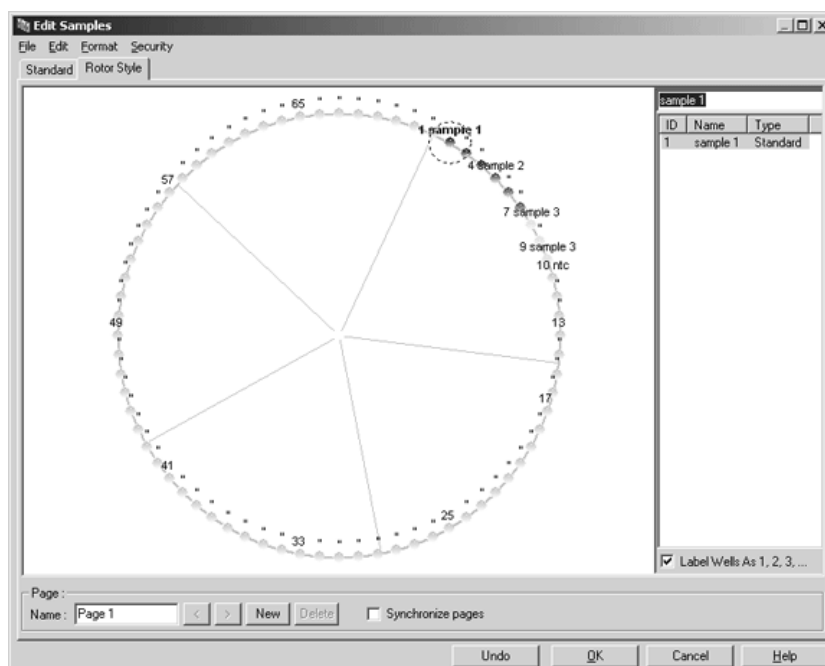 Edit Samples
File Edit Format Security
Standard Rotor Style
65
1 sample 1
4 sample 2
57
7 sample 3
9 sample 3
10 ntc
49
13
17
41
25
33
sample 1
ID Name Type
1 sample 1 Standard
Label Wells As 1, 2, 3, ...
Page :
Name : Page 1 < > New Delete Synchronize pages
Undo OK Cancel Help